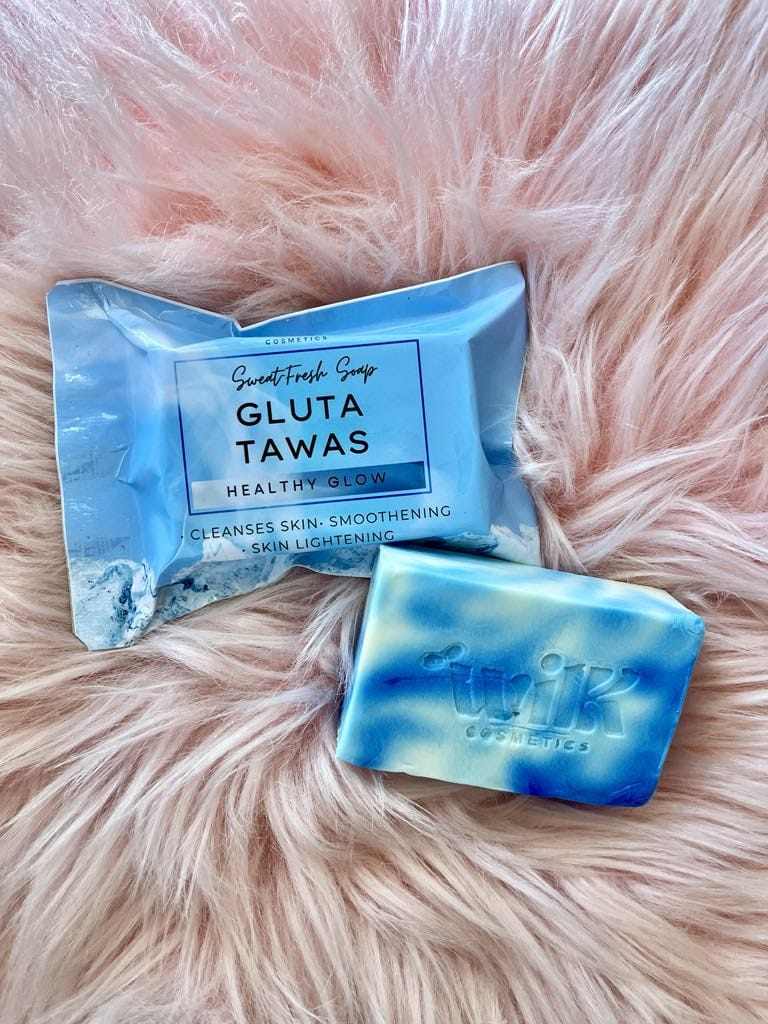 COSMETICS
Sweat-Fresh Soap
GLUTA
TAWAS
HEALTHY GLOW
· CLEANSES SKIN· SMOOTHENING
· SKIN LIGHTENING
wiK
COSMETICS